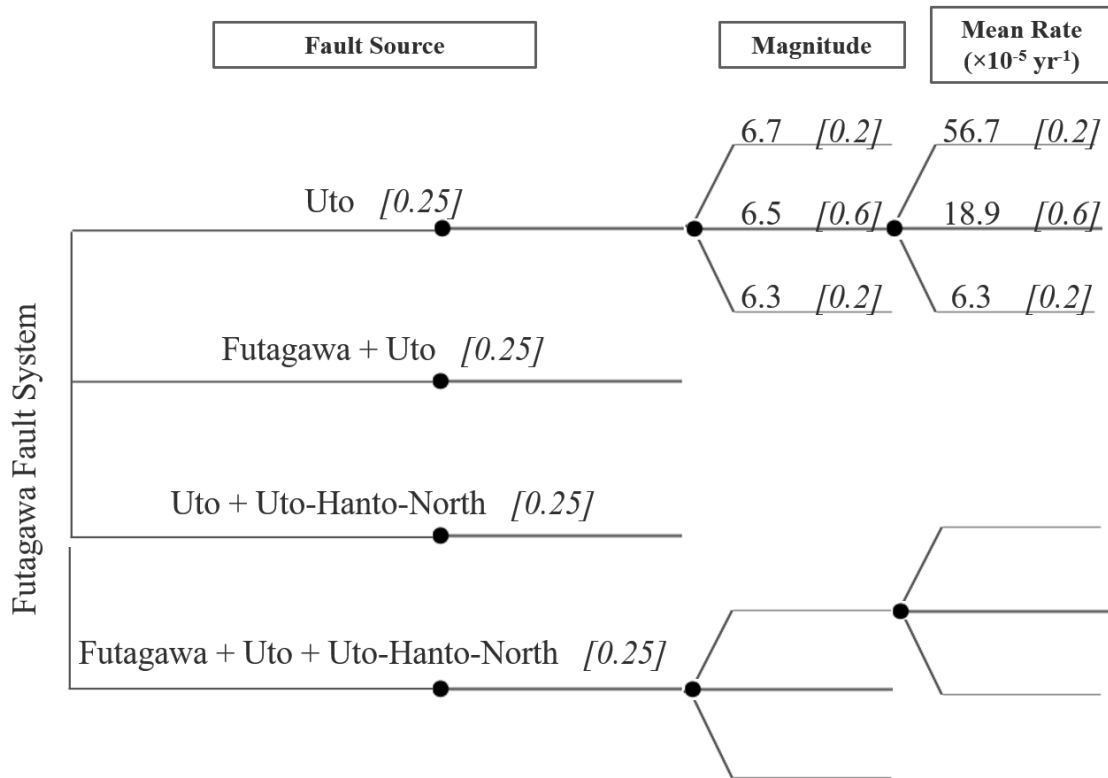 Fault Source
Magnitude
Mean Rate
(×10⁻⁵ yr⁻¹)
Futagawa Fault System
Uto [0.25]
6.7 [0.2]
56.7 [0.2]
6.5 [0.6]
18.9 [0.6]
6.3 [0.2]
6.3 [0.2]
Futagawa + Uto [0.25]
Uto + Uto-Hanto-North [0.25]
Futagawa + Uto + Uto-Hanto-North [0.25]